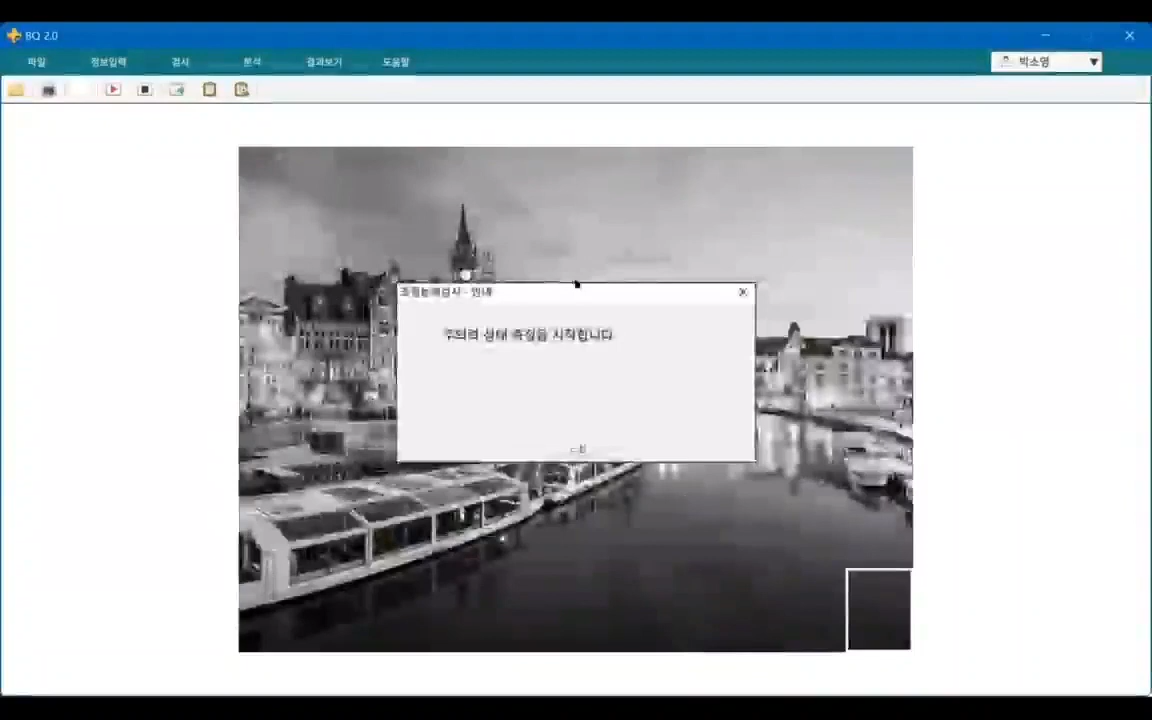 BQ 2.0
파일 정보입력 검사 분석 결과보기 도움말 박소영
주의력 상태 측정을 시작합니다